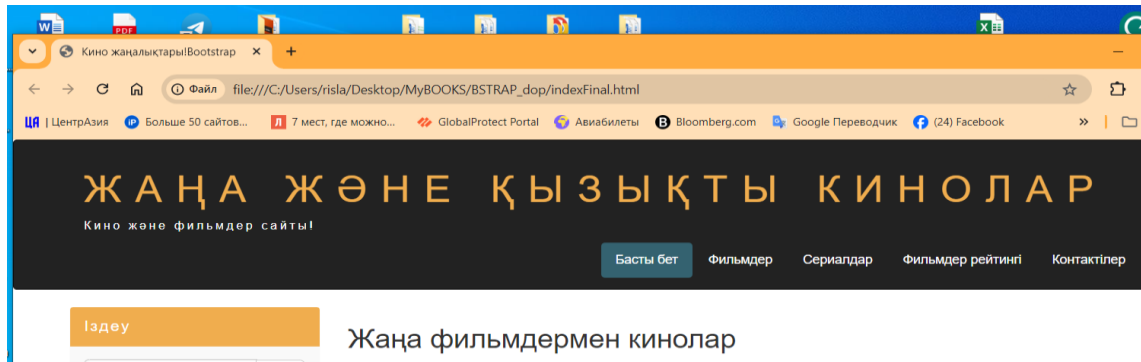 PDF
Кино жаңалықтары!Bootstrap
Файл file:///C:/Users/risla/Desktop/MyBOOKS/BSTRAP_dop/indexFinal.html
ЦА | ЦентрАзия Больше 50 сайтов... 7 мест, где можно... GlobalProtect Portal Авиабилеты Bloomberg.com Google Переводчик (24) Facebook
ЖАҢА ЖӘНЕ ҚЫЗЫҚТЫ КИНОЛАР
Кино және фильмдер сайты!
Басты бет Фильмдер Сериалдар Фильмдер рейтингі Контактілер
Іздеу
Жаңа фильмдермен кинолар